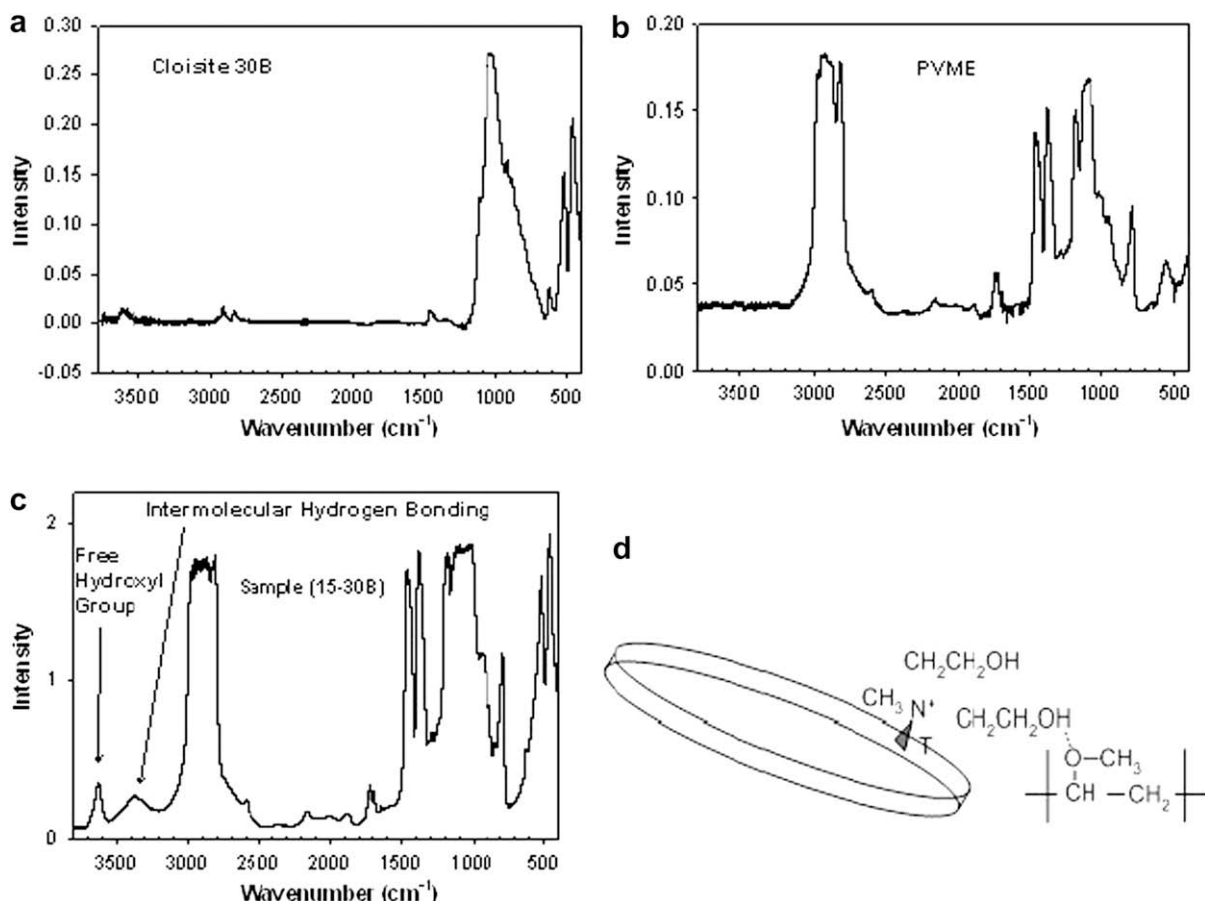 a
0.30
0.25
0.20
0.15
0.10
0.05
0.00
-0.05
Intensity
Cloisite 30B
3500 3000 2500 2000 1500 1000 500
Wavenumber (cm⁻¹)
b
0.20
0.15
0.10
0.05
0.00
Intensity
PVME
3500 3000 2500 2000 1500 1000 500
Wavenumber (cm⁻¹)
c
2
1
0
Intensity
Intermolecular Hydrogen Bonding
Free
Hydroxyl
Group
Sample (15-30B)
3500 3000 2500 2000 1500 1000 500
Wavenumber (cm⁻¹)
d
CH₂CH₂OH
CH₃ N⁺
CH₂CH₂OH
T
O—CH₃
CH — CH₂